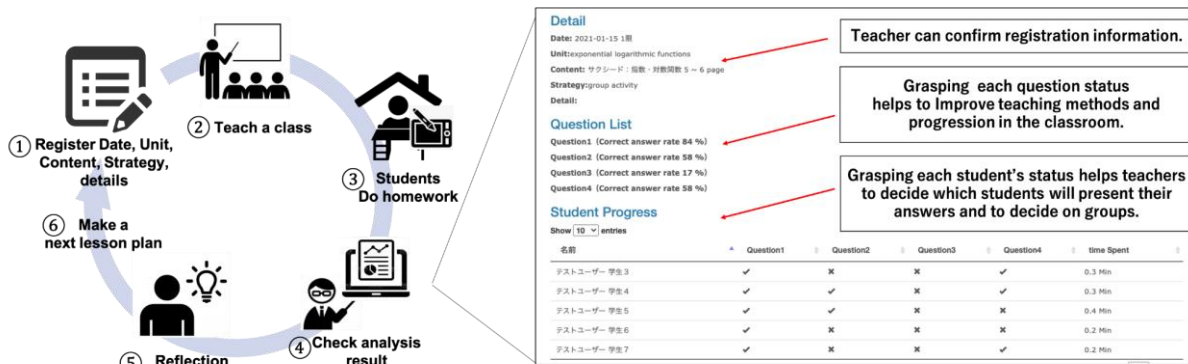 ① Register Date, Unit,
Content, Strategy,
details
② Teach a class
③ Students
Do homework
④ Check analysis
result
⑤ Reflection
⑥ Make a
next lesson plan
Detail
Date: 2021-01-15 1限
Unit:exponential logarithmic functions
Content: サクシード：指数・対数関数 5 ~ 6 page
Strategy:group activity
Detail:
Question List
Question1（Correct answer rate 84 %）
Question2（Correct answer rate 58 %）
Question3（Correct answer rate 17 %）
Question4（Correct answer rate 58 %）
Student Progress
Show 10 entries
名前 Question1 Question2 Question3 Question4 time Spent
テストユーザー 学生3 ✔ ✖ ✖ ✔ 0.3 Min
テストユーザー 学生4 ✔ ✔ ✖ ✔ 0.3 Min
テストユーザー 学生5 ✔ ✔ ✖ ✖ 0.4 Min
テストユーザー 学生6 ✔ ✖ ✖ ✖ 0.2 Min
テストユーザー 学生7 ✔ ✖ ✖ ✔ 0.2 Min
Teacher can confirm registration information.
Grasping each question status
helps to Improve teaching methods and
progression in the classroom.
Grasping each student's status helps teachers
to decide which students will present their
answers and to decide on groups.